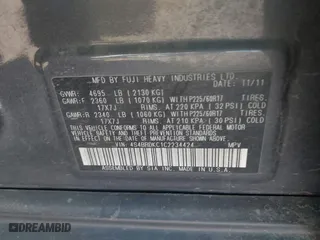 MFD BY FUJI HEAVY INDUSTRIES LTD.
DATE: 11/11
GVWR: 4695 LB (2130 KG)
GAWR:F 2360 LB (1070 KG) WITH P225/60R17 TIRES,
17X7J RIMS, AT 220 KPA (32 PSI) COLD
GAWR:R 2340 LB (1060 KG) WITH P225/60R17 TIRES,
17X7J RIMS, AT 210 KPA (30 PSI) COLD
THIS VEHICLE CONFORMS TO ALL APPLICABLE
FEDERAL MOTOR VEHICLE SAFETY, BUMPER, AND THEFT
PREVENTION STANDARDS IN EFFECT ON THE DATE OF
MANUFACTURE SHOWN ABOVE.
VIN: 4S4BRDKC1C2234424 MPV
ASSEMBLED BY SIA INC. MADE IN U.S.A.